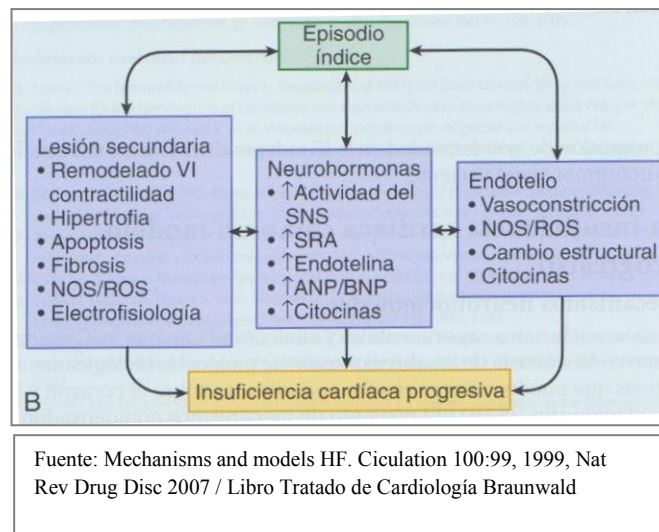 Episodio
índice
Lesión secundaria
• Remodelado VI
contractilidad
• Hipertrofia
• Apoptosis
• Fibrosis
• NOS/ROS
• Electrofisiología
Neurohormonas
• ↑Actividad del
SNS
• ↑SRA
• ↑Endotelina
• ↑ANP/BNP
• ↑Citocinas
Endotelio
• Vasoconstricción
• NOS/ROS
• Cambio estructural
• Citocinas
Insuficiencia cardíaca progresiva
B
Fuente: Mechanisms and models HF. Ciculation 100:99, 1999, Nat
Rev Drug Disc 2007 / Libro Tratado de Cardiología Braunwald